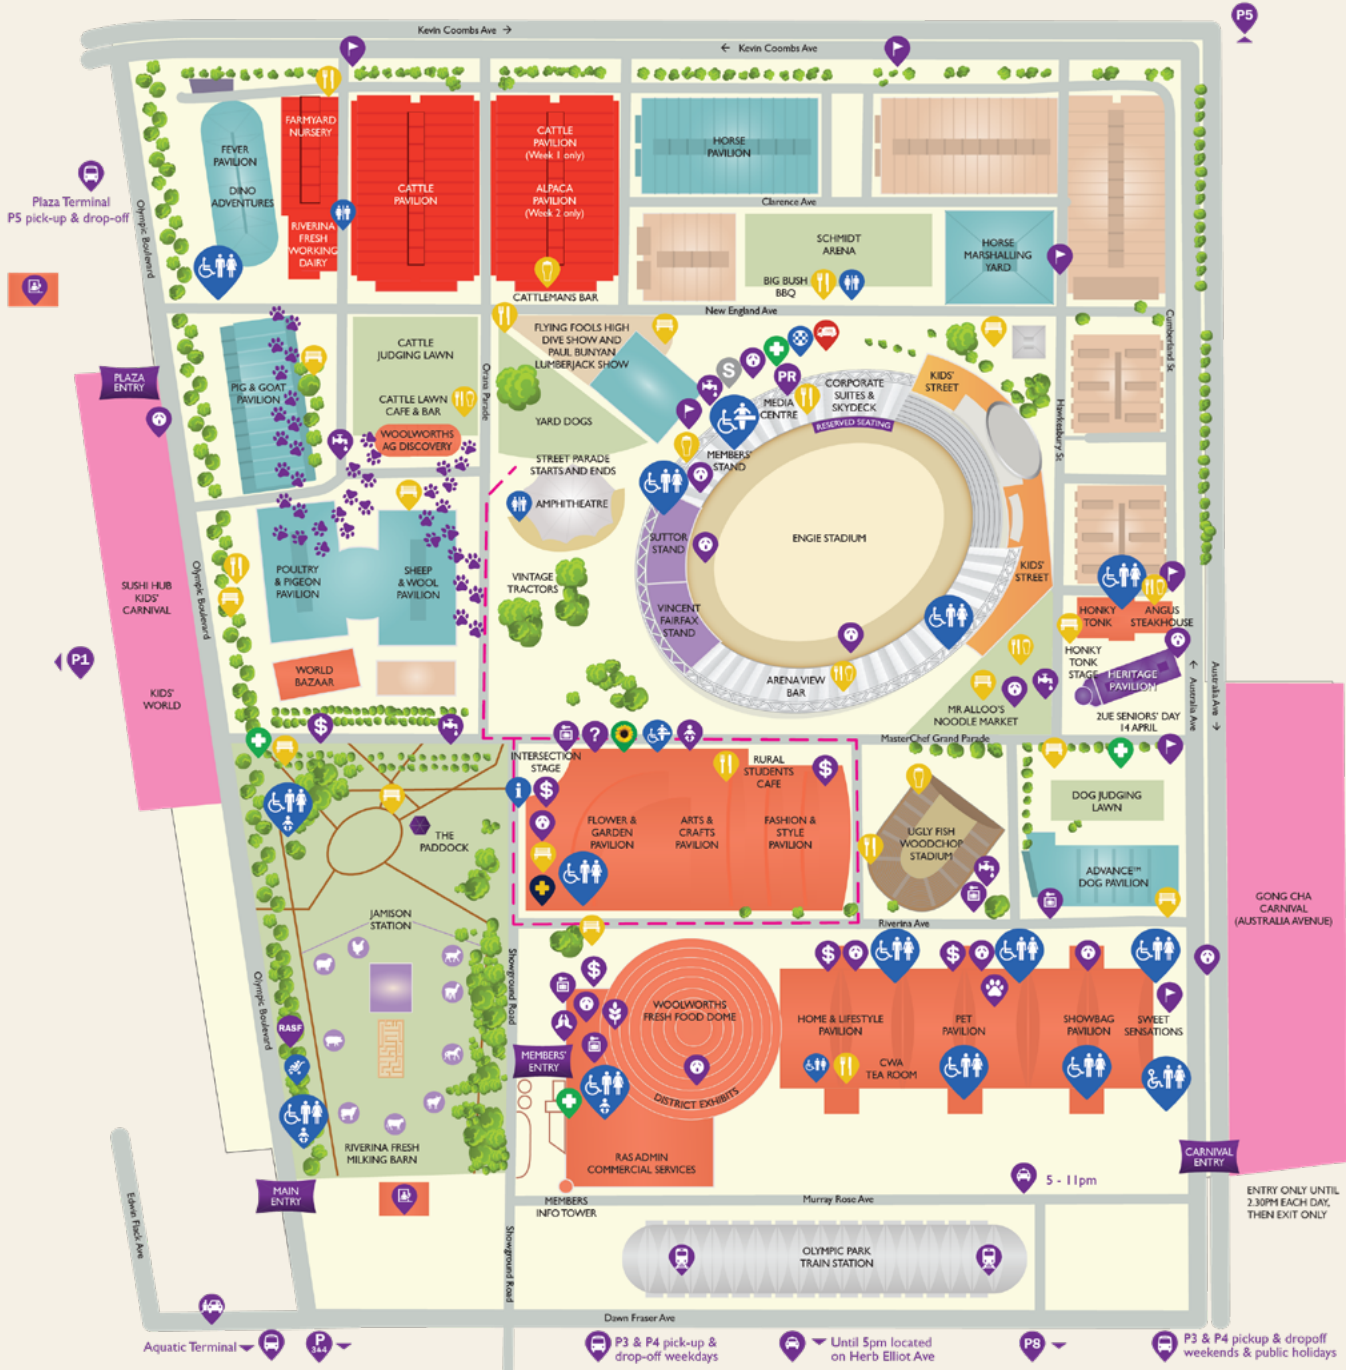 Kevin Coombs Ave →
← Kevin Coombs Ave
P5
FARMYARD
NURSERY
FEVER
PAVILION
DINO
ADVENTURES
RIVERINA
FRESH
WORKING
DAIRY
CATTLE
PAVILION
CATTLE
PAVILION
(Week 1 only)
ALPACA
PAVILION
(Week 2 only)
CATTLEMANS BAR
HORSE
PAVILION
Clarence Ave
SCHMIDT
ARENA
BIG BUSH
BBQ
HORSE
MARSHALLING
YARD
Plaza Terminal
P5 pick-up & drop-off
Olympic Boulevard
New England Ave
Cumberland St
PLAZA
ENTRY
PIG & GOAT
PAVILION
CATTLE
JUDGING LAWN
CATTLE LAWN
CAFE & BAR
WOOLWORTHS
AG DISCOVERY
Orana Parade
FLYING FOOLS HIGH
DIVE SHOW AND
PAUL BUNYAN
LUMBERJACK SHOW
YARD DOGS
STREET PARADE
STARTS AND ENDS
AMPHITHEATRE
S
PR
MEDIA
CENTRE
CORPORATE
SUITES &
SKYDECK
RESERVED SEATING
KIDS'
STREET
MEMBERS'
STAND
Hawkesbury St
ENGIE STADIUM
SUTTOR
STAND
VINCENT
FAIRFAX
STAND
KIDS'
STREET
ARENA VIEW
BAR
VINTAGE
TRACTORS
POULTRY
& PIGEON
PAVILION
SHEEP
& WOOL
PAVILION
WORLD
BAZAAR
Olympic Boulevard
SUSHI HUB
KIDS'
CARNIVAL
KIDS'
WORLD
P1
HONKY
TONK
ANGUS
STEAKHOUSE
HONKY
TONK
STAGE
HERITAGE
PAVILION
2UE SENIORS' DAY
14 APRIL
MR ALLOO'S
NOODLE MARKET
MasterChef Grand Parade
← Australia Ave
Australia Ave →
$
?
INTERSECTION
STAGE
i
$
RURAL
STUDENTS
CAFE
$
FLOWER &
GARDEN
PAVILION
ARTS &
CRAFTS
PAVILION
FASHION &
STYLE
PAVILION
UGLY FISH
WOODCHOP
STADIUM
DOG JUDGING
LAWN
ADVANCE™
DOG PAVILION
Riverina Ave
THE
PADDOCK
JAMISON
STATION
Olympic Boulevard
RASF
RIVERINA FRESH
MILKING BARN
MAIN
ENTRY
Showground Road
$
MEMBERS'
ENTRY
WOOLWORTHS
FRESH FOOD DOME
DISTRICT EXHIBITS
RAS ADMIN
COMMERCIAL SERVICES
MEMBERS
INFO TOWER
$
$
HOME & LIFESTYLE
PAVILION
CWA
TEA ROOM
PET
PAVILION
SHOWBAG
PAVILION
SWEET
SENSATIONS
GONG CHA
CARNIVAL
(AUSTRALIA AVENUE)
CARNIVAL
ENTRY
ENTRY ONLY UNTIL
2.30PM EACH DAY,
THEN EXIT ONLY
5 - 11pm
Murray Rose Ave
OLYMPIC PARK
TRAIN STATION
Showground Road
Edwin Flack Ave
Dawn Fraser Ave
Aquatic Terminal
P
3&4
P3 & P4 pick-up &
drop-off weekdays
Until 5pm located
on Herb Elliot Ave
P8
P3 & P4 pickup & dropoff
weekends & public holidays